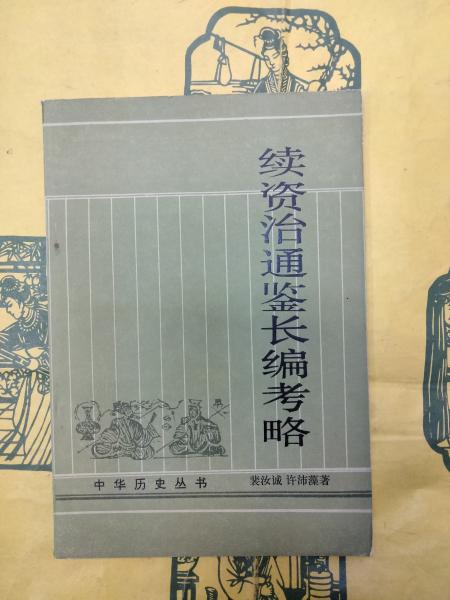 续资治通鉴长编考略
中华历史丛书
裴汝诚 许沛藻著